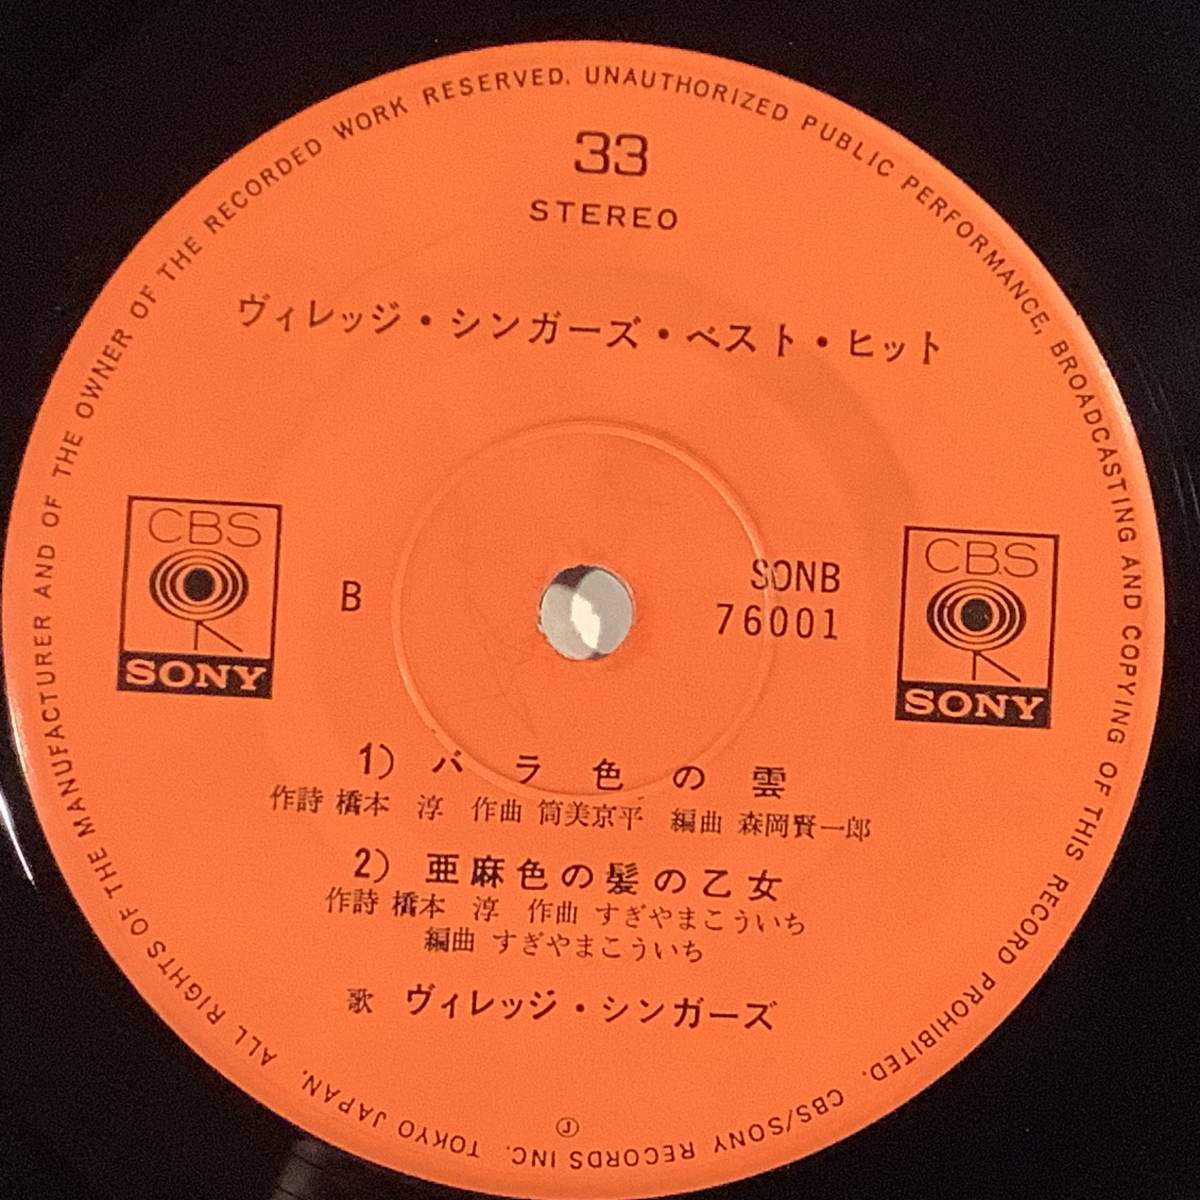 ALL RIGHTS OF THE MANUFACTURER AND OF THE OWNER OF THE RECORDED WORK RESERVED. UNAUTHORIZED PUBLIC PERFORMANCE, BROADCASTING AND COPYING OF THIS RECORD PROHIBITED. CBS/SONY RECORDS INC. TOKYO JAPAN.
33
STEREO
ヴィレッジ・シンガーズ・ベスト・ヒット
CBS
SONY
B
SONB
76001
CBS
SONY
1) バラ色の雲
作詩 橋本 淳 作曲 筒美京平 編曲 森岡賢一郎
2) 亜麻色の髪の乙女
作詩 橋本 淳 作曲 すぎやまこういち
編曲 すぎやまこういち
歌 ヴィレッジ・シンガーズ
Ⓙ